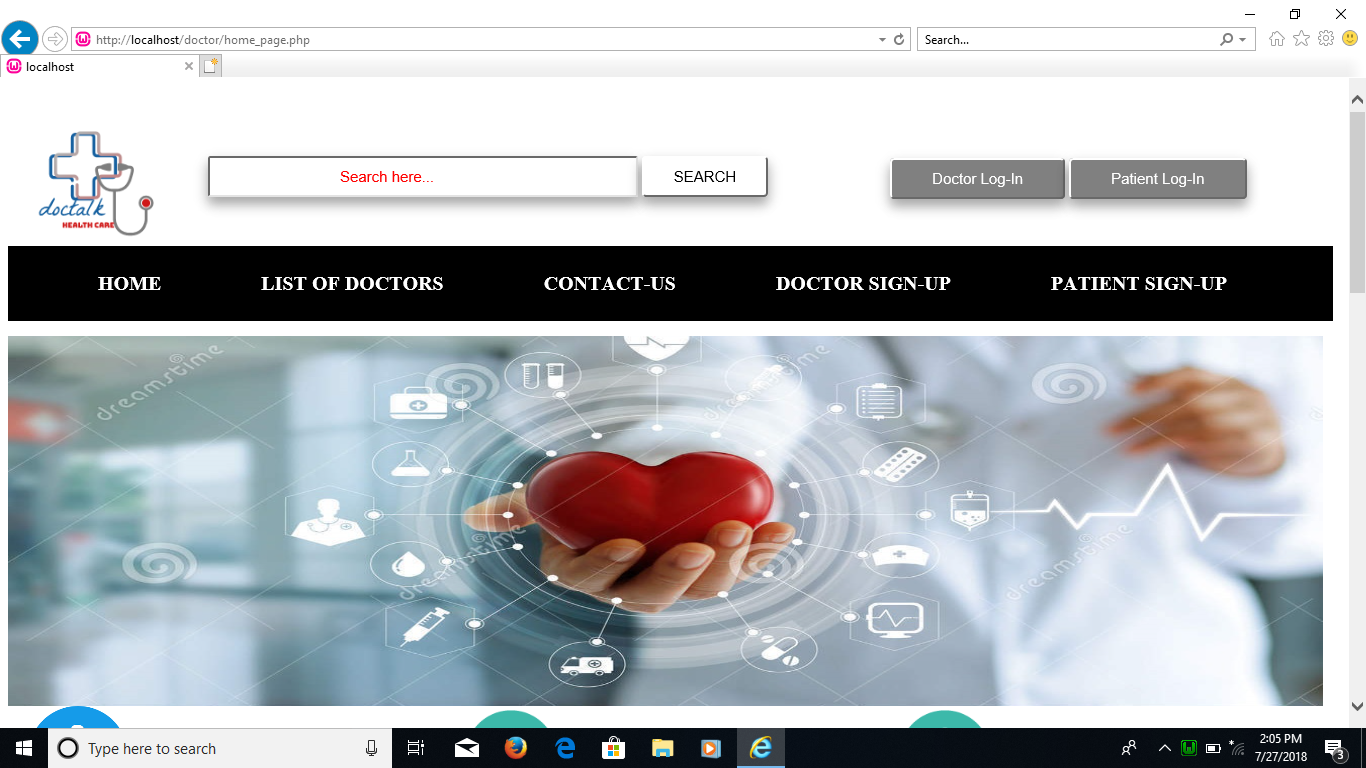 http://localhost/doctor/home_page.php
Search...
localhost
doctalk
HEALTH CARE
Search here...
SEARCH
Doctor Log-In
Patient Log-In
HOME
LIST OF DOCTORS
CONTACT-US
DOCTOR SIGN-UP
PATIENT SIGN-UP
dreamstime
dreamstime
dreamstime
dreamstime
Type here to search
2:05 PM
7/27/2018
3